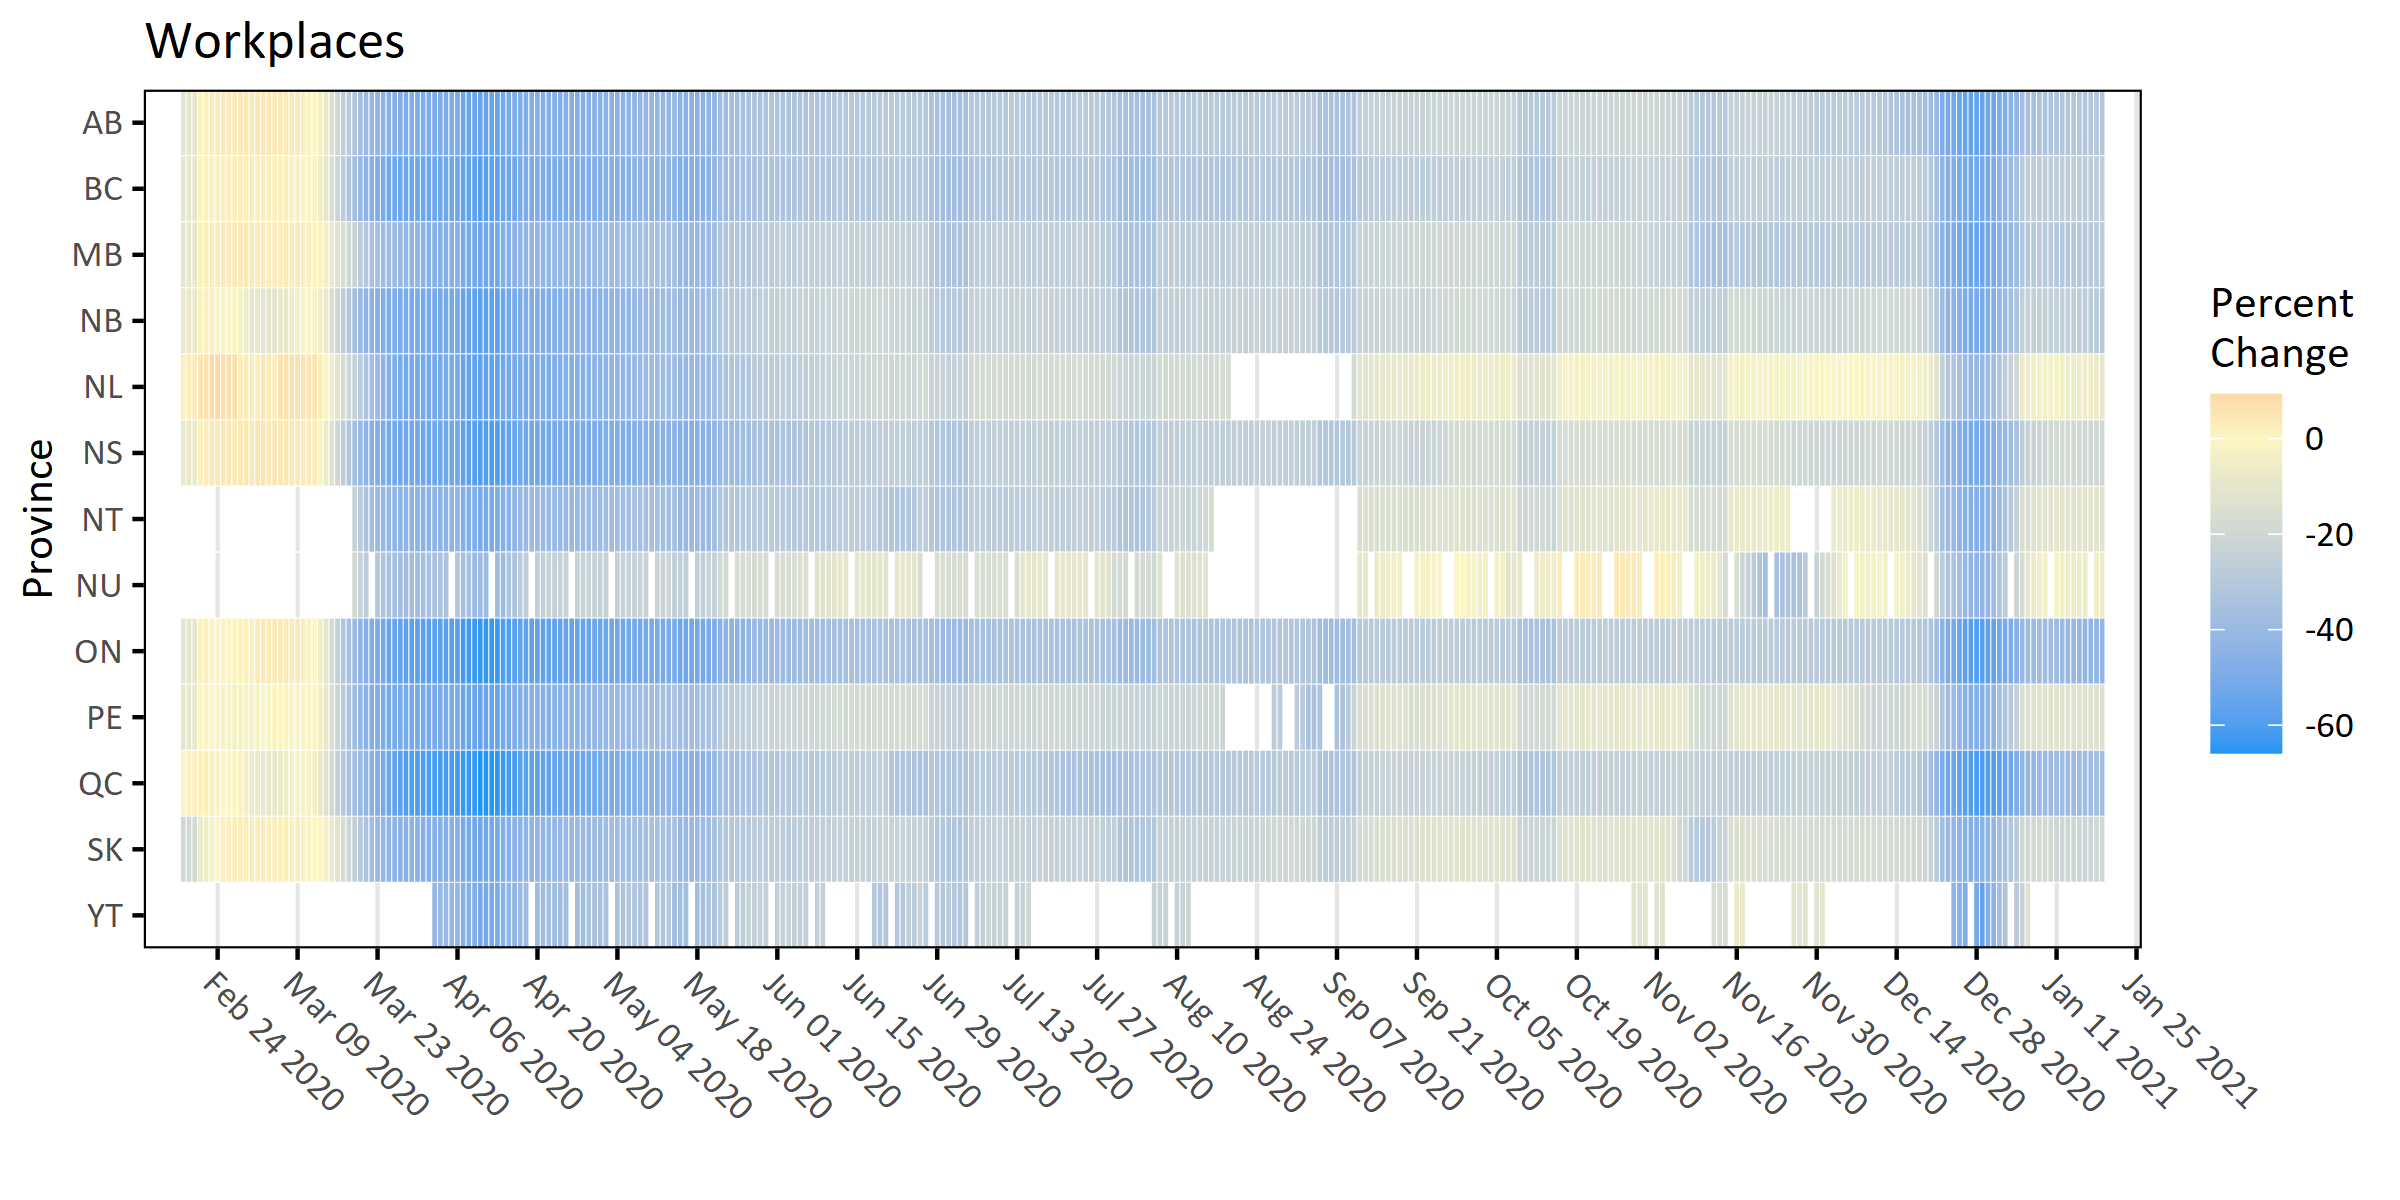 Workplaces
Province
AB
BC
MB
NB
NL
NS
NT
NU
ON
PE
QC
SK
YT
Feb 24 2020
Mar 09 2020
Mar 23 2020
Apr 06 2020
Apr 20 2020
May 04 2020
May 18 2020
Jun 01 2020
Jun 15 2020
Jun 29 2020
Jul 13 2020
Jul 27 2020
Aug 10 2020
Aug 24 2020
Sep 07 2020
Sep 21 2020
Oct 05 2020
Oct 19 2020
Nov 02 2020
Nov 16 2020
Nov 30 2020
Dec 14 2020
Dec 28 2020
Jan 11 2021
Jan 25 2021
Percent
Change
0
-20
-40
-60